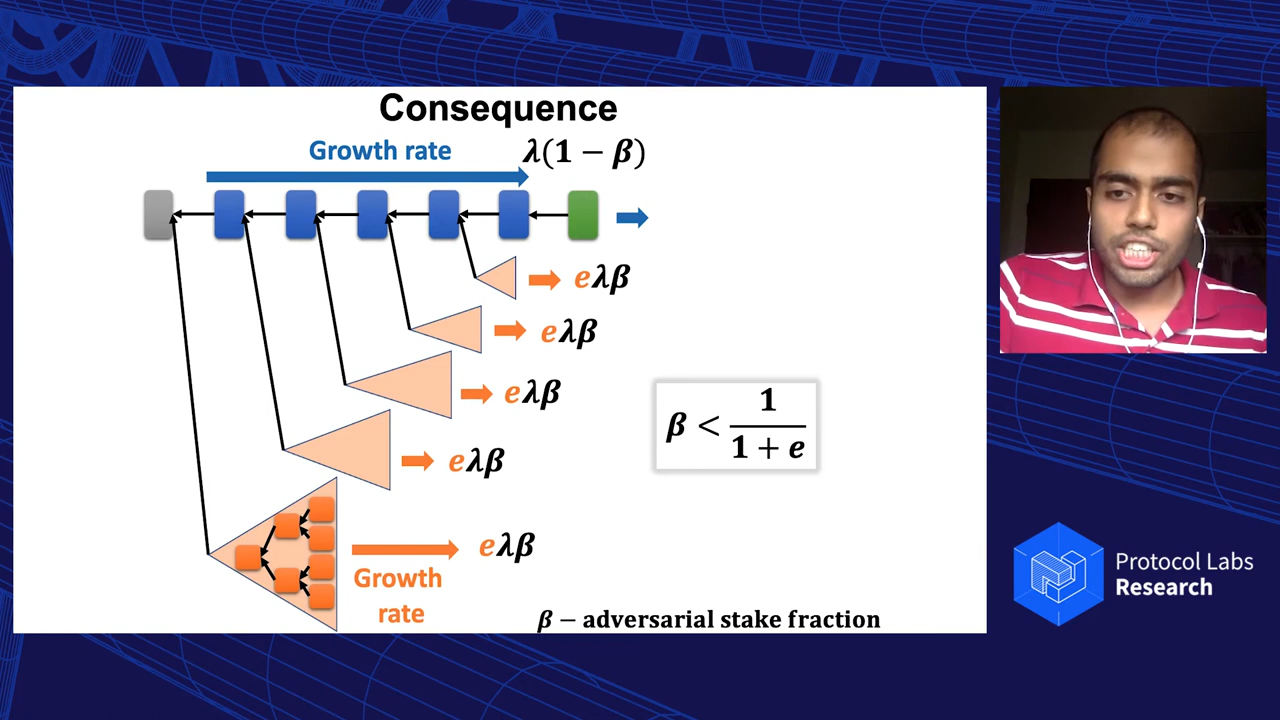 Consequence
Growth rate
λ(1 − β)
eλβ
eλβ
eλβ
eλβ
eλβ
Growth
rate
β < 1/(1 + e)
β − adversarial stake fraction
Protocol Labs
Research